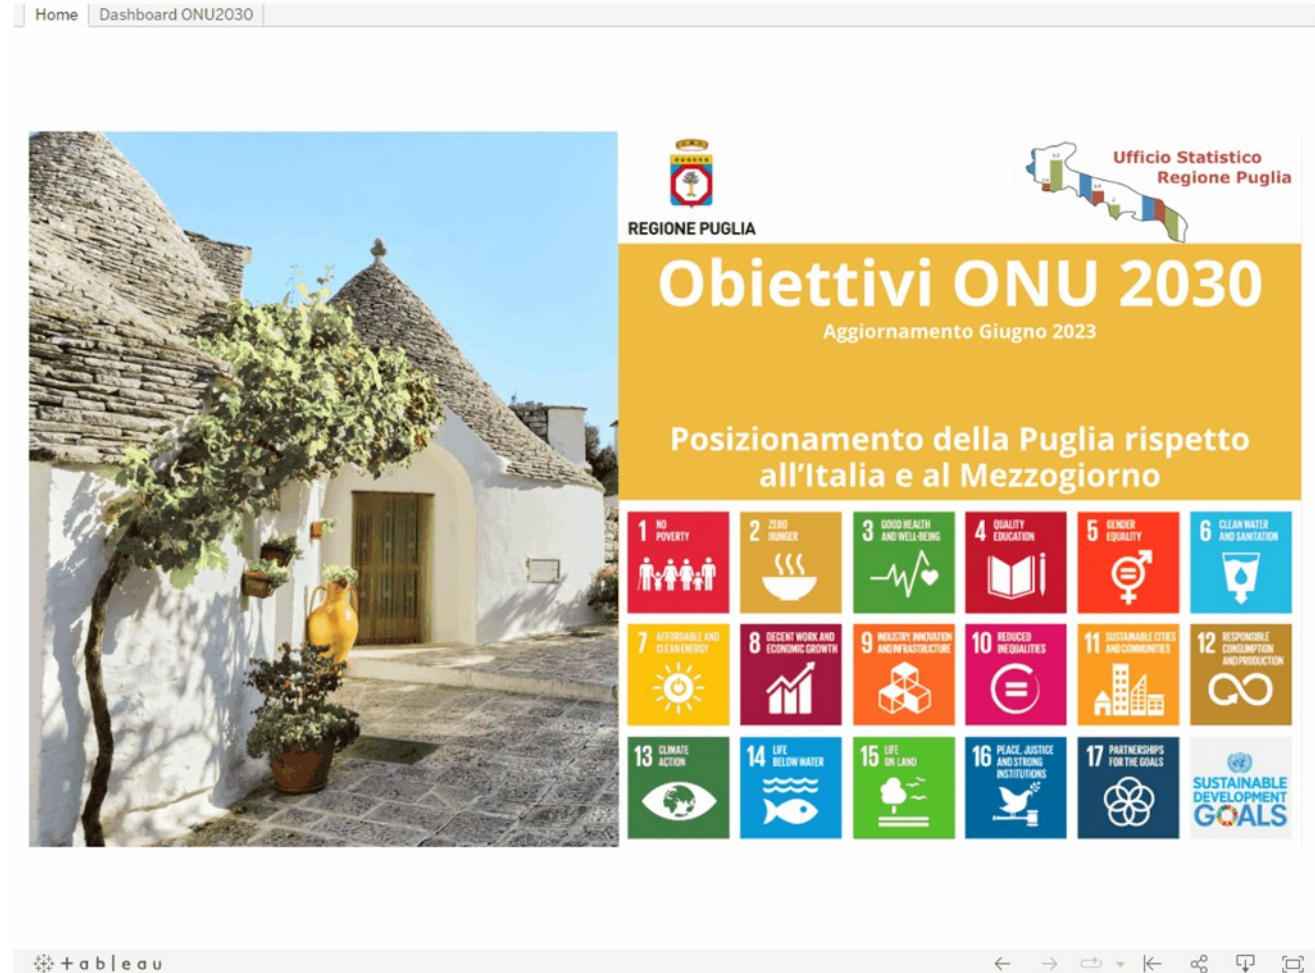 Home
Dashboard ONU2030
REGIONE PUGLIA
Ufficio Statistico
Regione Puglia
Obiettivi ONU 2030
Aggiornamento Giugno 2023
Posizionamento della Puglia rispetto
all'Italia e al Mezzogiorno
1 NO
POVERTY
2 ZERO
HUNGER
3 GOOD HEALTH
AND WELL-BEING
4 QUALITY
EDUCATION
5 GENDER
EQUALITY
6 CLEAN WATER
AND SANITATION
7 AFFORDABLE AND
CLEAN ENERGY
8 DECENT WORK AND
ECONOMIC GROWTH
9 INDUSTRY, INNOVATION
AND INFRASTRUCTURE
10 REDUCED
INEQUALITIES
11 SUSTAINABLE CITIES
AND COMMUNITIES
12 RESPONSIBLE
CONSUMPTION
AND PRODUCTION
13 CLIMATE
ACTION
14 LIFE
BELOW WATER
15 LIFE
ON LAND
16 PEACE, JUSTICE
AND STRONG
INSTITUTIONS
17 PARTNERSHIPS
FOR THE GOALS
SUSTAINABLE
DEVELOPMENT
GOALS
+ a b l e a u